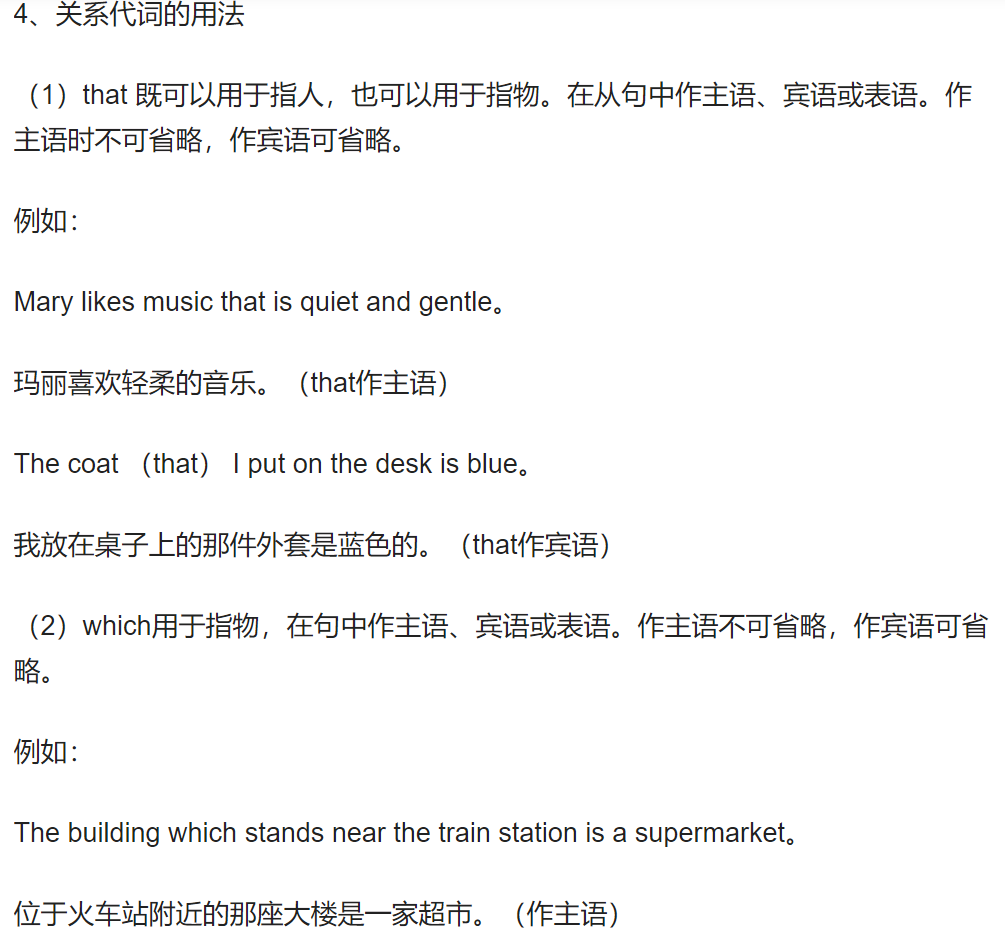 4、关系代词的用法
（1）that 既可以用于指人，也可以用于指物。在从句中作主语、宾语或表语。作
主语时不可省略，作宾语可省略。
例如：
Mary likes music that is quiet and gentle。
玛丽喜欢轻柔的音乐。（that作主语）
The coat （that） I put on the desk is blue。
我放在桌子上的那件外套是蓝色的。（that作宾语）
（2）which用于指物，在句中作主语、宾语或表语。作主语不可省略，作宾语可省
略。
例如：
The building which stands near the train station is a supermarket。
位于火车站附近的那座大楼是一家超市。（作主语）